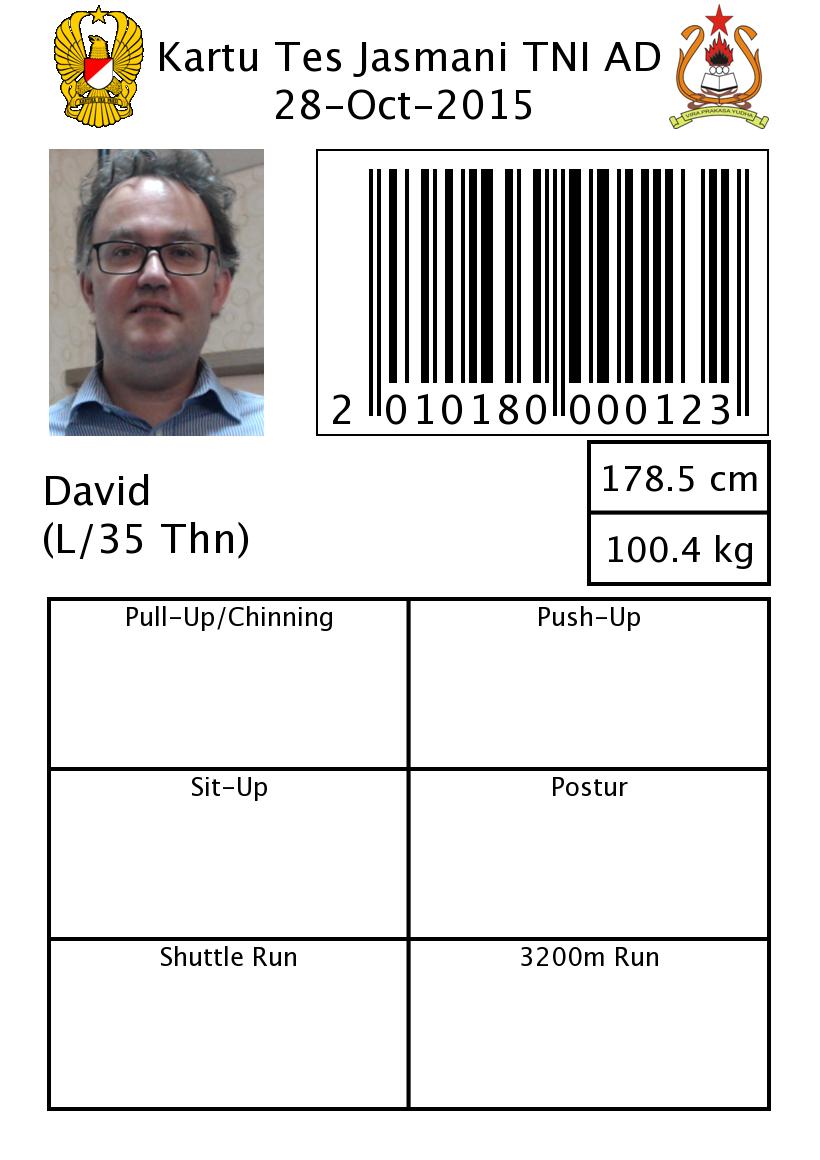 Kartu Tes Jasmani TNI AD
28-Oct-2015
VIRA PRAKASA YUDHA
2 010180 000123
David
(L/35 Thn)
178.5 cm
100.4 kg
Pull-Up/Chinning
Push-Up
Sit-Up
Postur
Shuttle Run
3200m Run